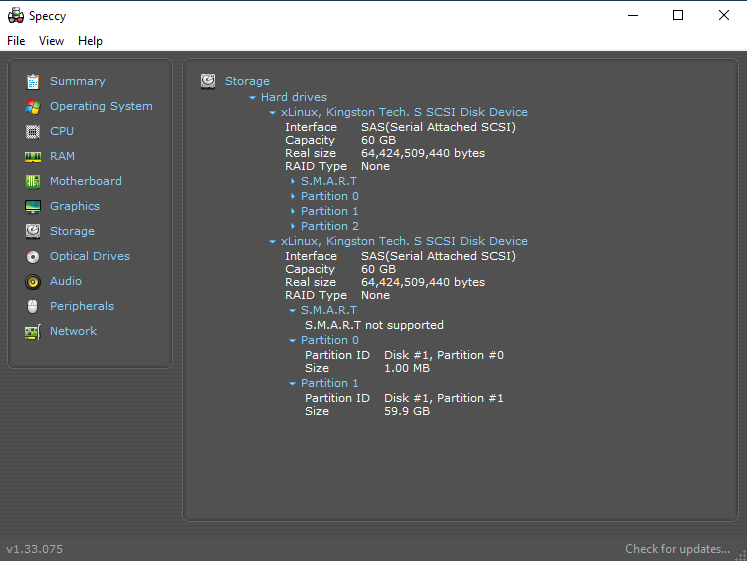 Speccy
File View Help
Summary
Operating System
CPU
RAM
Motherboard
Graphics
Storage
Optical Drives
Audio
Peripherals
Network
Storage
Hard drives
xLinux, Kingston Tech. S SCSI Disk Device
Interface SAS(Serial Attached SCSI)
Capacity 60 GB
Real size 64,424,509,440 bytes
RAID Type None
S.M.A.R.T
Partition 0
Partition 1
Partition 2
xLinux, Kingston Tech. S SCSI Disk Device
Interface SAS(Serial Attached SCSI)
Capacity 60 GB
Real size 64,424,509,440 bytes
RAID Type None
S.M.A.R.T
S.M.A.R.T not supported
Partition 0
Partition ID Disk #1, Partition #0
Size 1.00 MB
Partition 1
Partition ID Disk #1, Partition #1
Size 59.9 GB
v1.33.075
Check for updates...